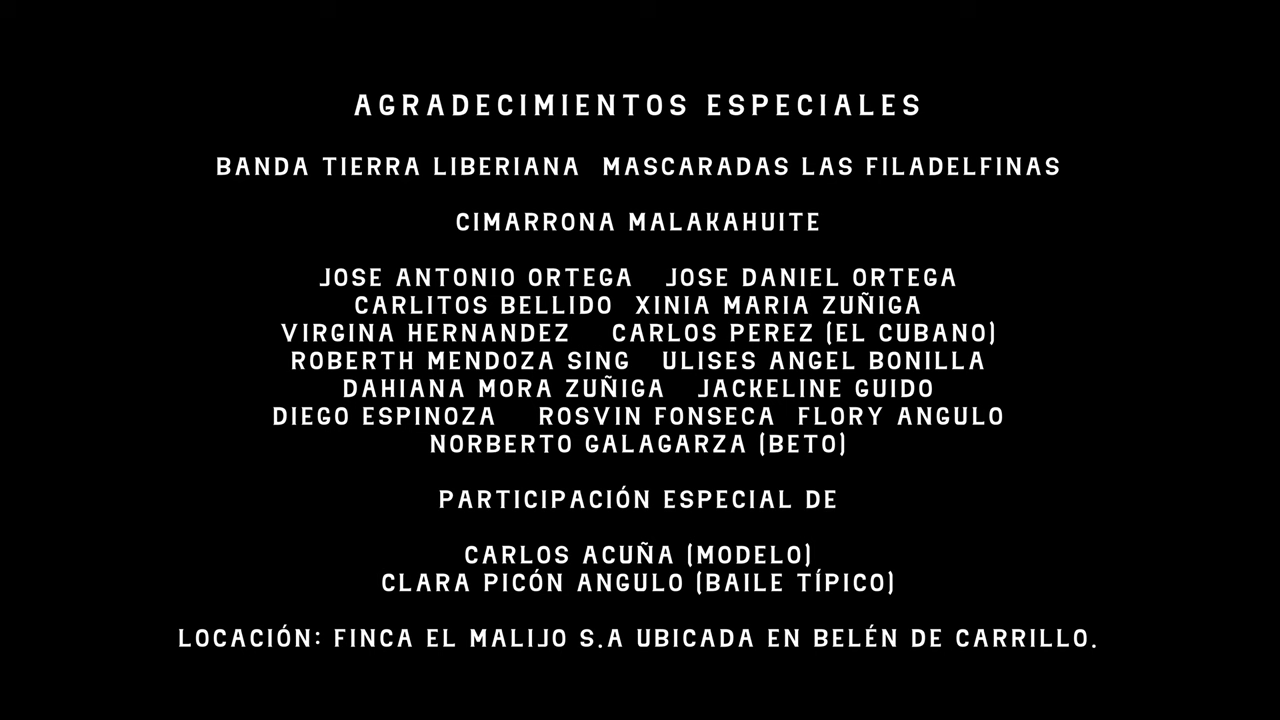 AGRADECIMIENTOS ESPECIALES
BANDA TIERRA LIBERIANA MASCARADAS LAS FILADELFINAS
CIMARRONA MALAKAHUITE
JOSE ANTONIO ORTEGA JOSE DANIEL ORTEGA
CARLITOS BELLIDO XINIA MARIA ZUÑIGA
VIRGINA HERNANDEZ CARLOS PEREZ (EL CUBANO)
ROBERTH MENDOZA SING ULISES ANGEL BONILLA
DAHIANA MORA ZUÑIGA JACKELINE GUIDO
DIEGO ESPINOZA ROSVIN FONSECA FLORY ANGULO
NORBERTO GALAGARZA (BETO)
PARTICIPACIÓN ESPECIAL DE
CARLOS ACUÑA (MODELO)
CLARA PICÓN ANGULO (BAILE TÍPICO)
LOCACIÓN: FINCA EL MALIJO S.A UBICADA EN BELÉN DE CARRILLO.